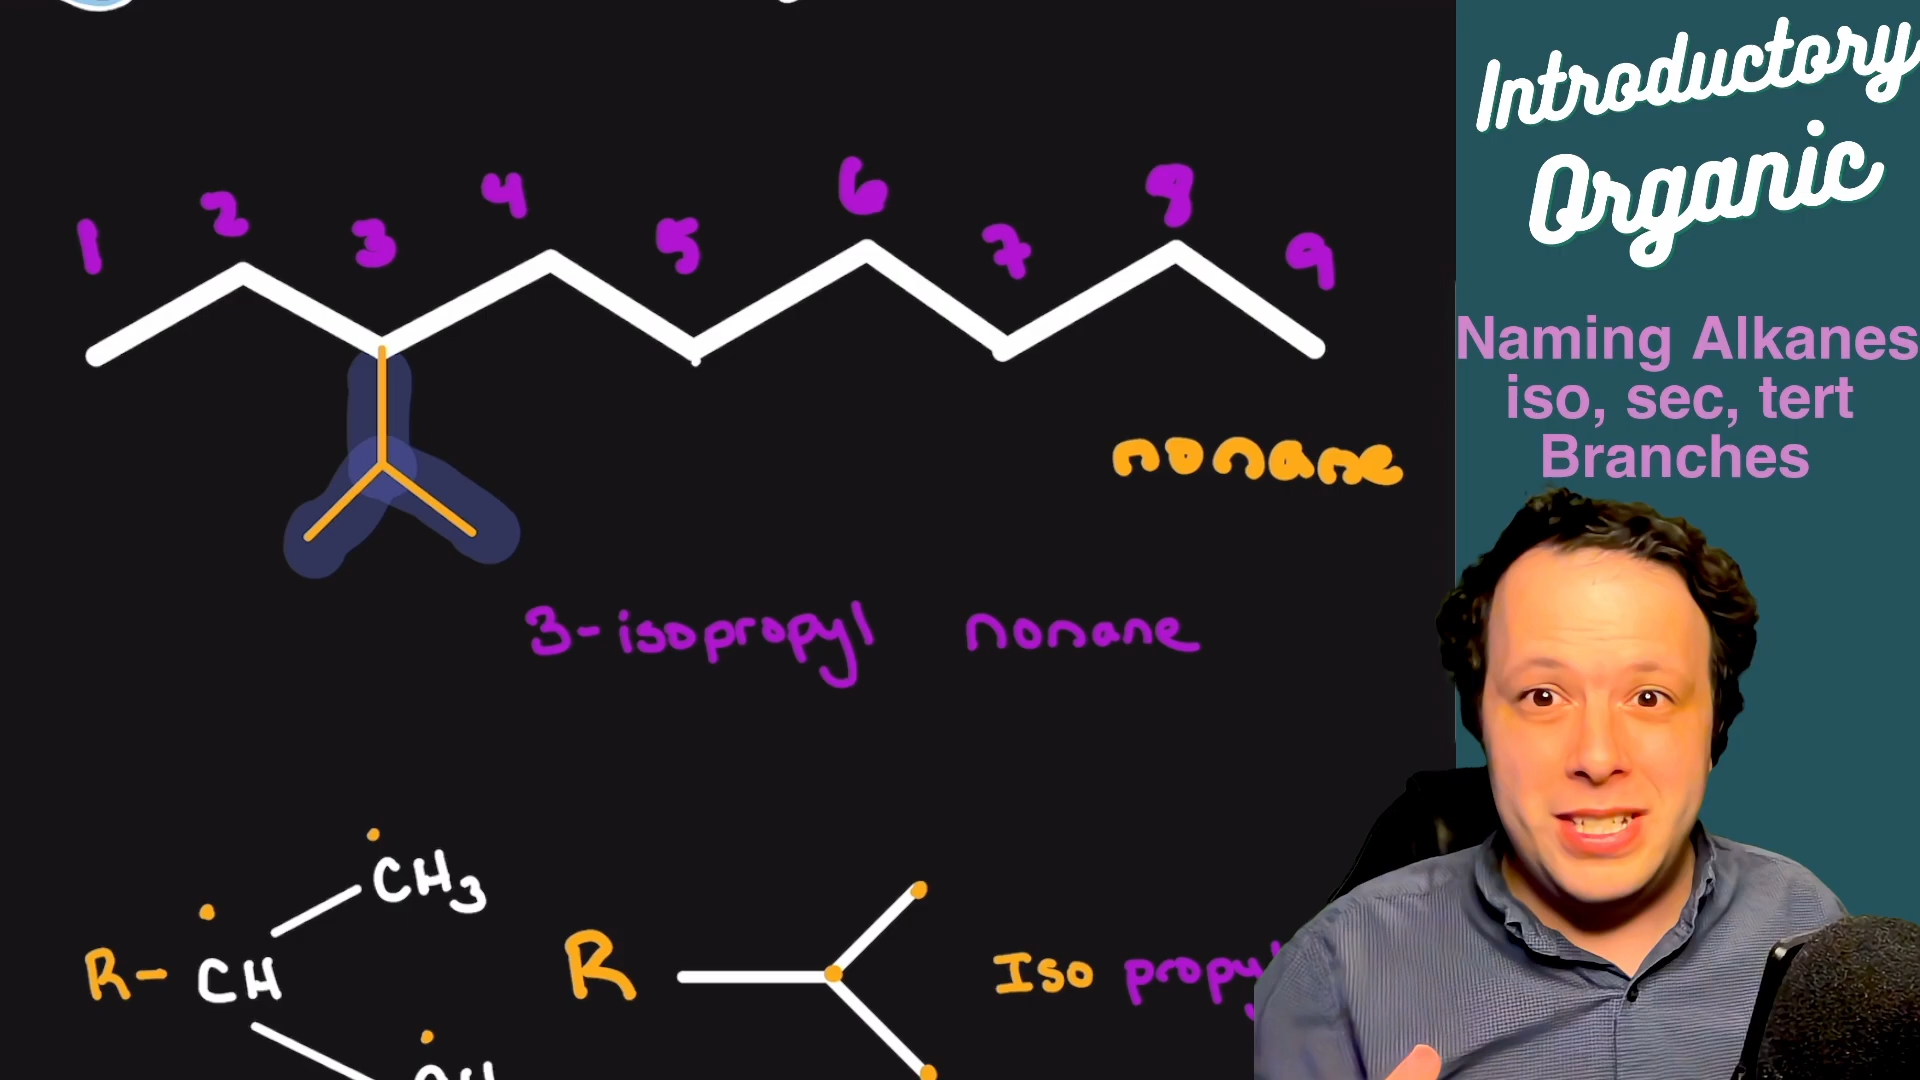 Introductory
Organic
Naming Alkanes
iso, sec, tert
Branches
1 2 3 4 5 6 7 8 9
nonane
3-isopropyl nonane
CH3
R-CH
R
Iso propy